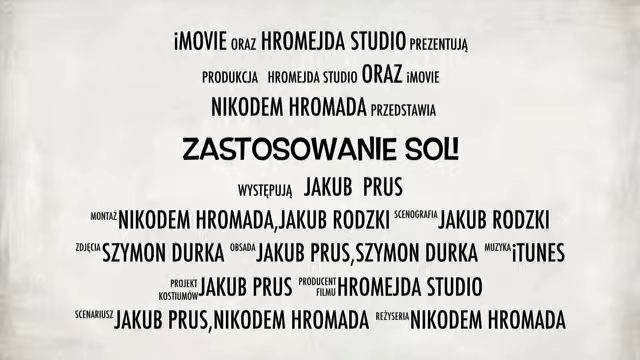 iMOVIE ORAZ HROMEJDA STUDIO PREZENTUJĄ
PRODUKCJA HROMEJDA STUDIO ORAZ iMOVIE
NIKODEM HROMADA PRZEDSTAWIA
ZASTOSOWANIE SOLI
WYSTĘPUJĄ JAKUB PRUS
MONTAŻ NIKODEM HROMADA,JAKUB RODZKI SCENOGRAFIA JAKUB RODZKI
ZDJĘCIA SZYMON DURKA OBSADA JAKUB PRUS,SZYMON DURKA MUZYKA iTUNES
PROJEKT KOSTIUMÓW JAKUB PRUS PRODUCENT FILMU HROMEJDA STUDIO
SCENARIUSZ JAKUB PRUS,NIKODEM HROMADA REŻYSERIA NIKODEM HROMADA